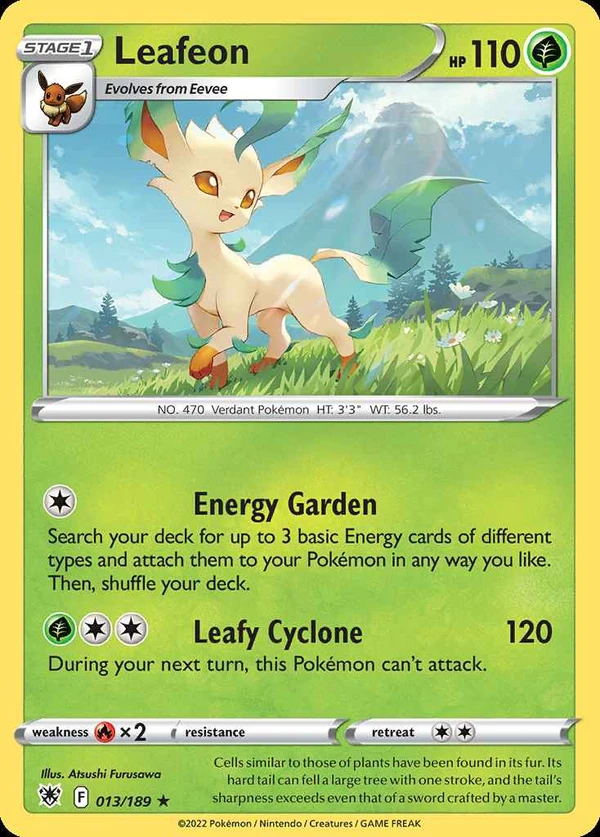 STAGE 1
Leafeon
HP 110
Evolves from Eevee
NO. 470 Verdant Pokémon HT: 3'3" WT: 56.2 lbs.
Energy Garden
Search your deck for up to 3 basic Energy cards of different
types and attach them to your Pokémon in any way you like.
Then, shuffle your deck.
Leafy Cyclone 120
During your next turn, this Pokémon can't attack.
weakness ×2 resistance retreat
Illus. Atsushi Furusawa
F 013/189 ★
Cells similar to those of plants have been found in its fur. Its
hard tail can fell a large tree with one stroke, and the tail's
sharpness exceeds even that of a sword crafted by a master.
©2022 Pokémon / Nintendo / Creatures / GAME FREAK